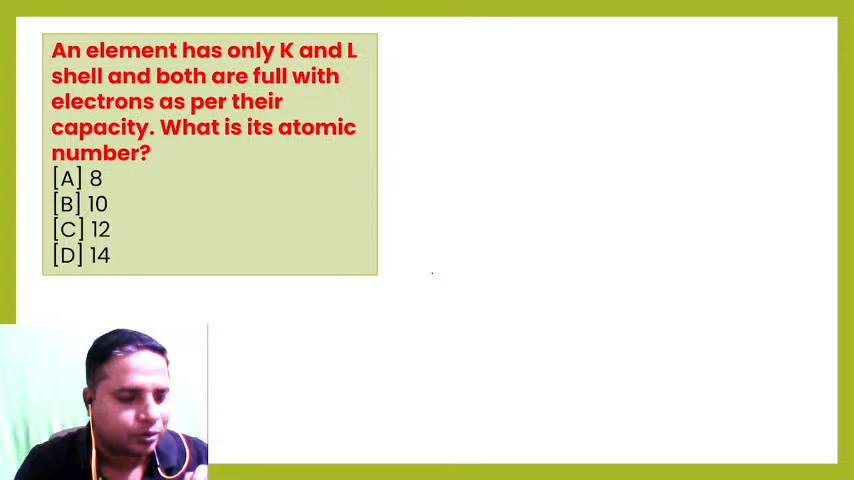 An element has only K and L
shell and both are full with
electrons as per their
capacity. What is its atomic
number?
[A] 8
[B] 10
[C] 12
[D] 14